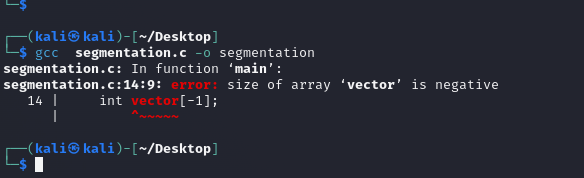 └─$
┌──(kali㉿kali)-[~/Desktop]
└─$ gcc  segmentation.c -o segmentation
segmentation.c: In function ‘main’:
segmentation.c:14:9: error: size of array ‘vector’ is negative
   14 |     int vector[-1];
      |         ^~~~~~
┌──(kali㉿kali)-[~/Desktop]
└─$